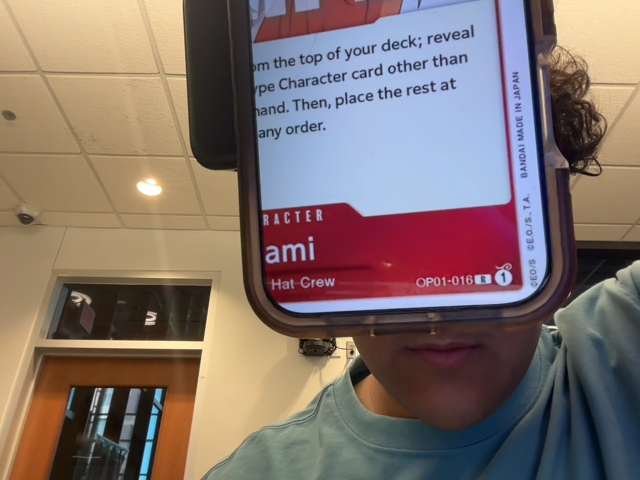 om the top of your deck; reveal
ype Character card other than
hand. Then, place the rest at
any order.
RACTER
ami
Hat Crew
OP01-016 R 1
©EO/S ©E.O./S., T.A. BANDAI MADE IN JAPAN